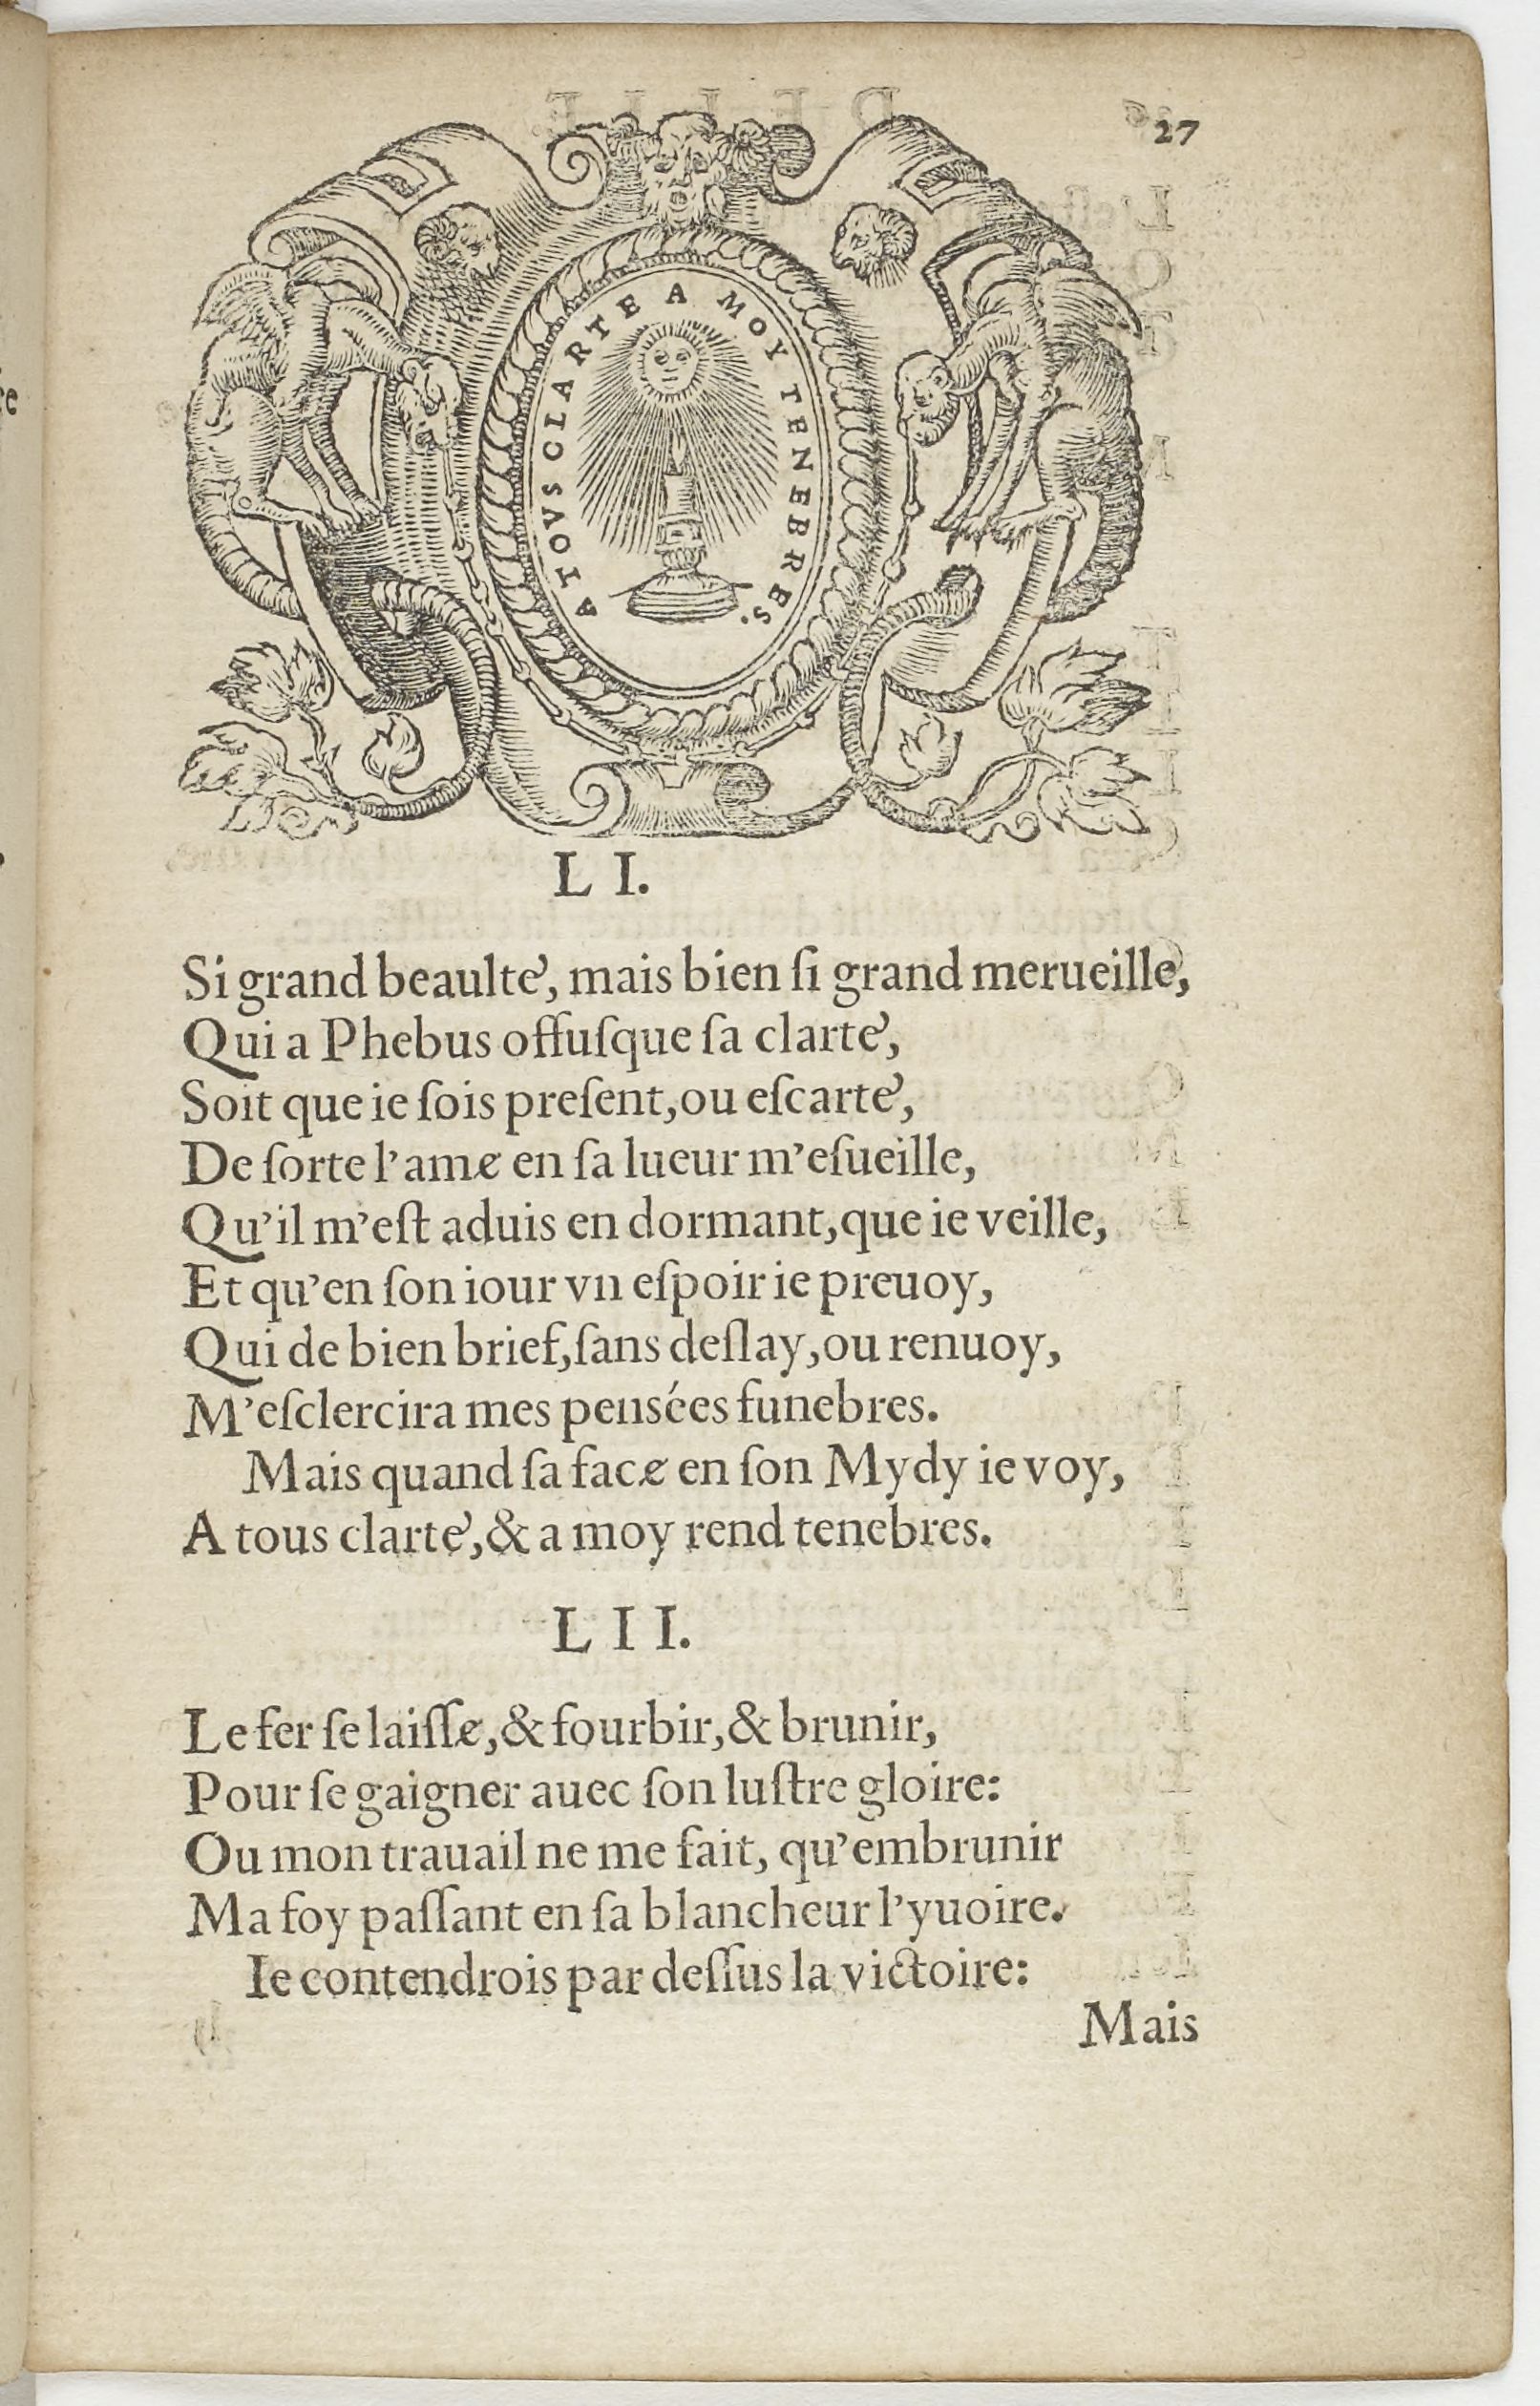 27
A TOVS CLARTE A MOY TENEBRES.
L I.
Si grand beaulté, mais bien ſi grand merueille,
Qui a Phebus offuſque ſa clarté,
Soit que ie ſois preſent, ou eſcarté,
De ſorte l'ame en ſa lueur m'eſueille,
Qu'il m'eſt aduis en dormant, que ie veille,
Et qu'en ſon iour vn eſpoir ie preuoy,
Qui de bien brief, ſans deſlay, ou renuoy,
M'eſclercira mes pensées funebres.
Mais quand ſa face en ſon Mydy ie voy,
A tous clarté, & a moy rend tenebres.
L I I.
Le fer ſe laiſſe, & fourbir, & brunir,
Pour ſe gaigner auec ſon luſtre gloire:
Ou mon trauail ne me fait, qu'embrunir
Ma foy paſſant en ſa blancheur l'yuoire.
Ie contendrois par deſſus la victoire:
Mais